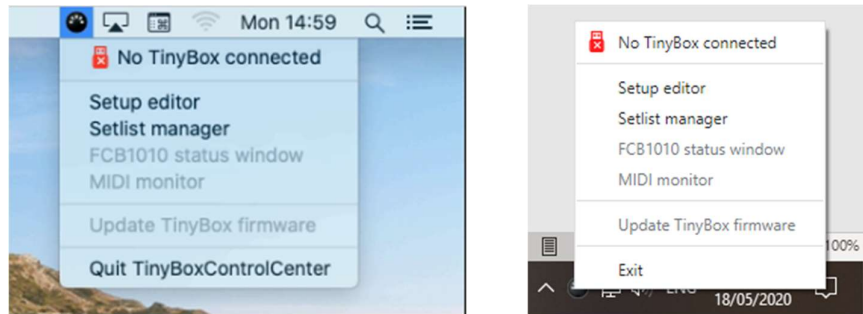 Mon 14:59
No TinyBox connected
Setup editor
Setlist manager
FCB1010 status window
MIDI monitor
Update TinyBox firmware
Quit TinyBoxControlCenter
No TinyBox connected
Setup editor
Setlist manager
FCB1010 status window
MIDI monitor
Update TinyBox firmware
100%
Exit
18/05/2020